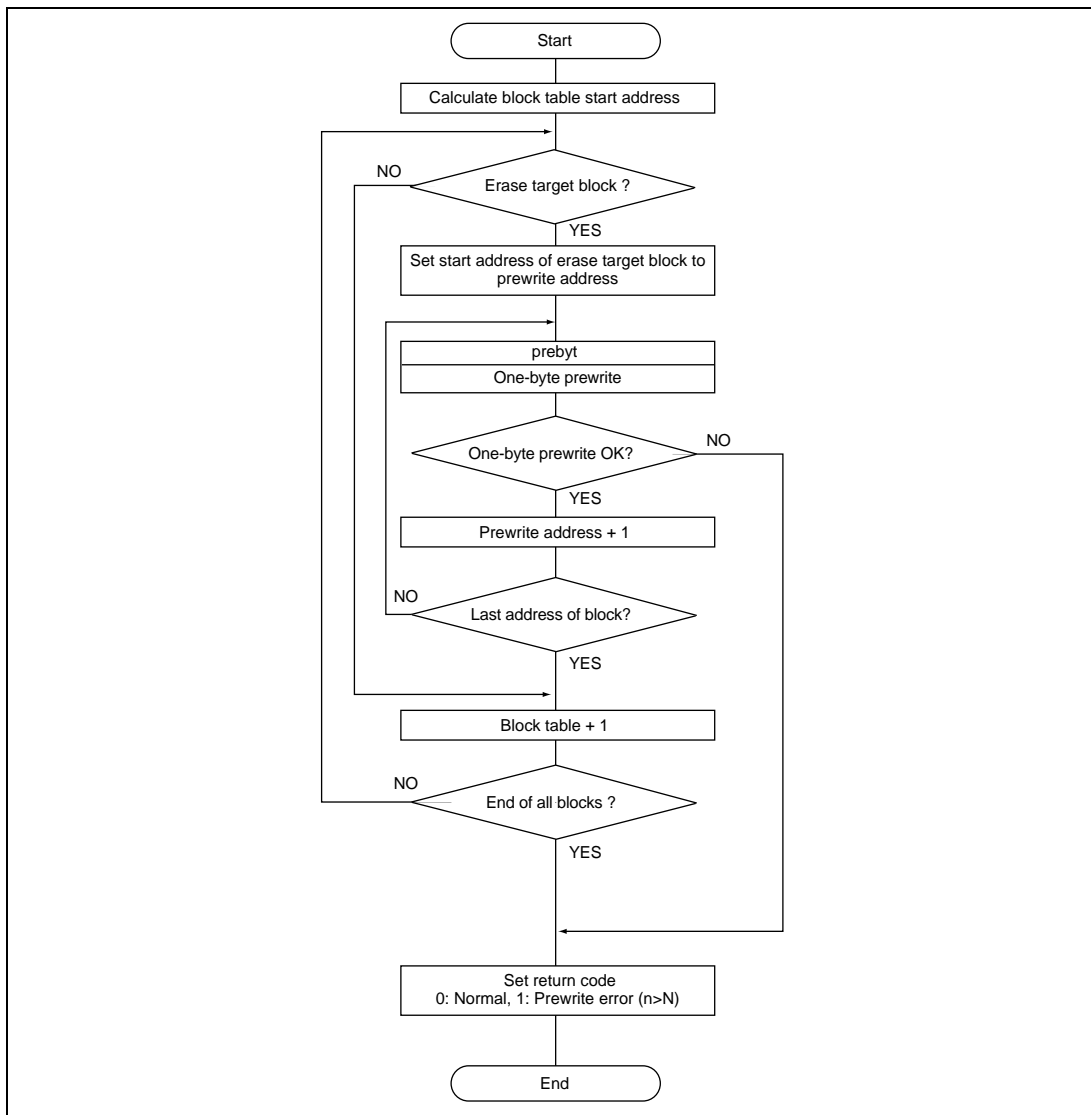 Start
Calculate block table start address
NO
Erase target block ?
YES
Set start address of erase target block to
prewrite address
prebyt
One-byte prewrite
NO
One-byte prewrite OK?
YES
Prewrite address + 1
NO
Last address of block?
YES
Block table + 1
NO
End of all blocks ?
YES
Set return code
0: Normal, 1: Prewrite error (n>N)
End